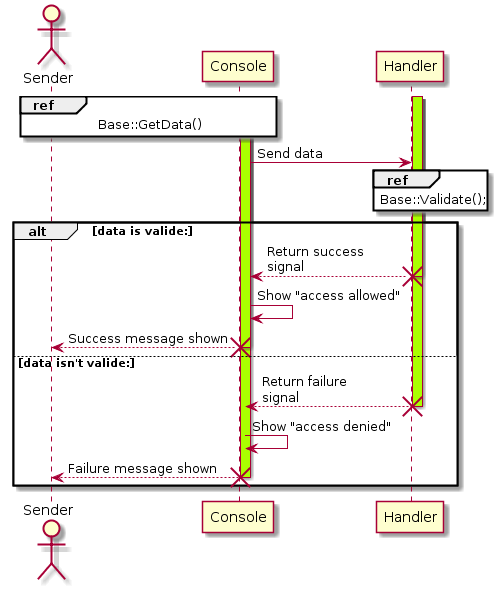 Sender
Console
Handler
ref
Base::GetData()
Send data
ref
Base::Validate();
alt
[data is valide:]
Return success
signal
Show "access allowed"
Success message shown
[data isn't valide:]
Return failure
signal
Show "access denied"
Failure message shown
Sender
Console
Handler